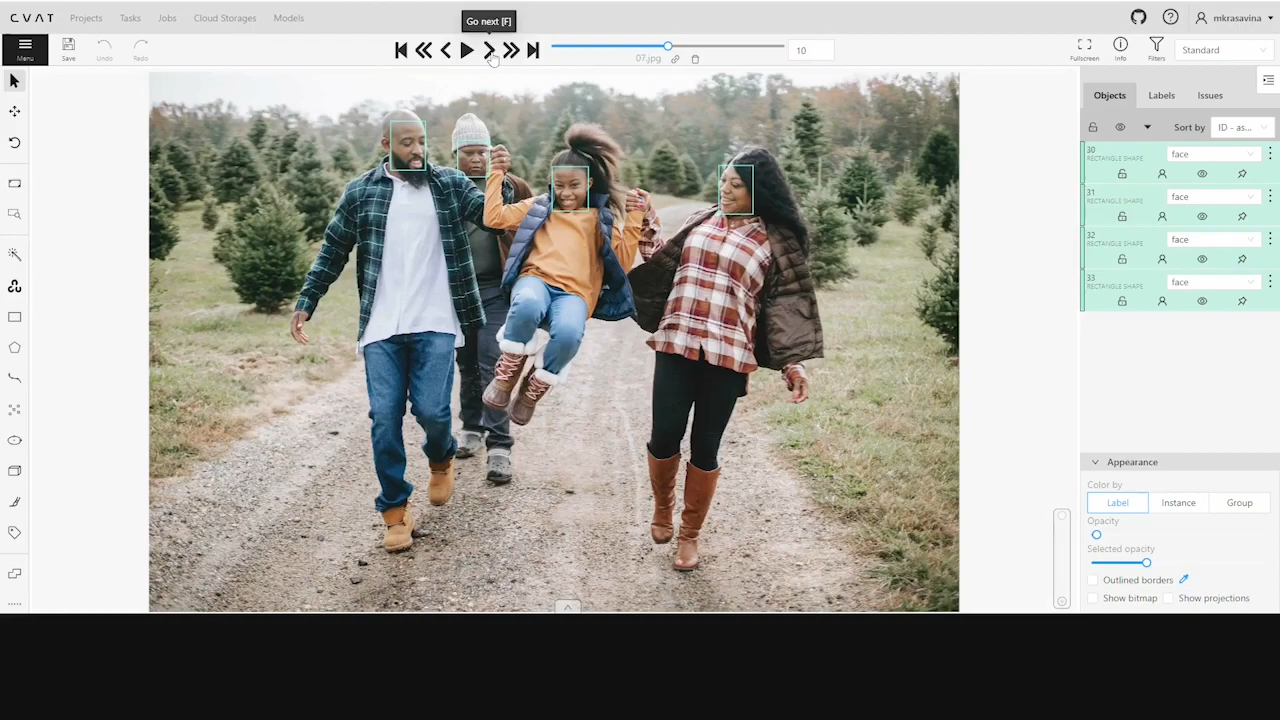 CVAT Projects Tasks Jobs Cloud Storages Models
Go next [F]
mkrasavina
Menu
Save
Undo
Redo
07.jpg
10
Fullscreen
Info
Filters
Standard
Objects Labels Issues
Sort by ID - as...
30
RECTANGLE SHAPE
face
31
RECTANGLE SHAPE
face
32
RECTANGLE SHAPE
face
33
RECTANGLE SHAPE
face
Appearance
Color by
Label Instance Group
Opacity
Selected opacity
Outlined borders
Show bitmap Show projections